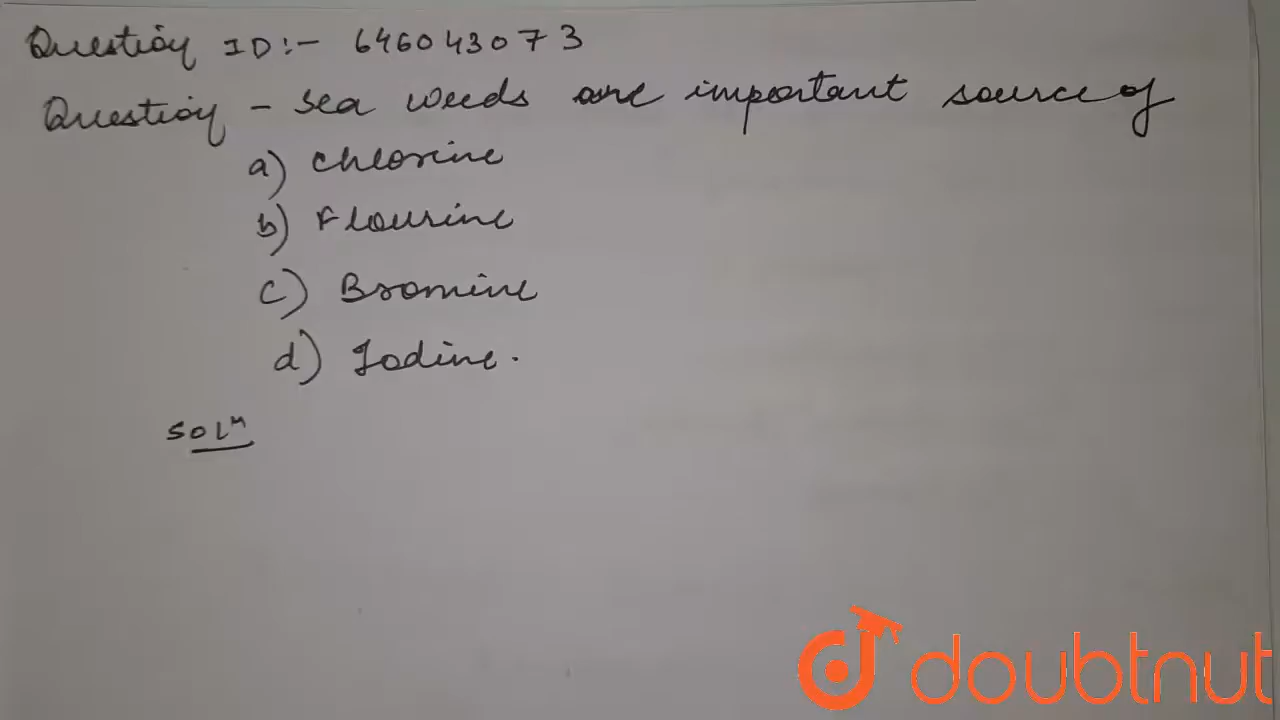 Question ID:- 646043073
Question - sea weeds are important source of
a) Chlorine
b) Flourine
c) Bromine
d) Iodine.
Solⁿ
doubtnut